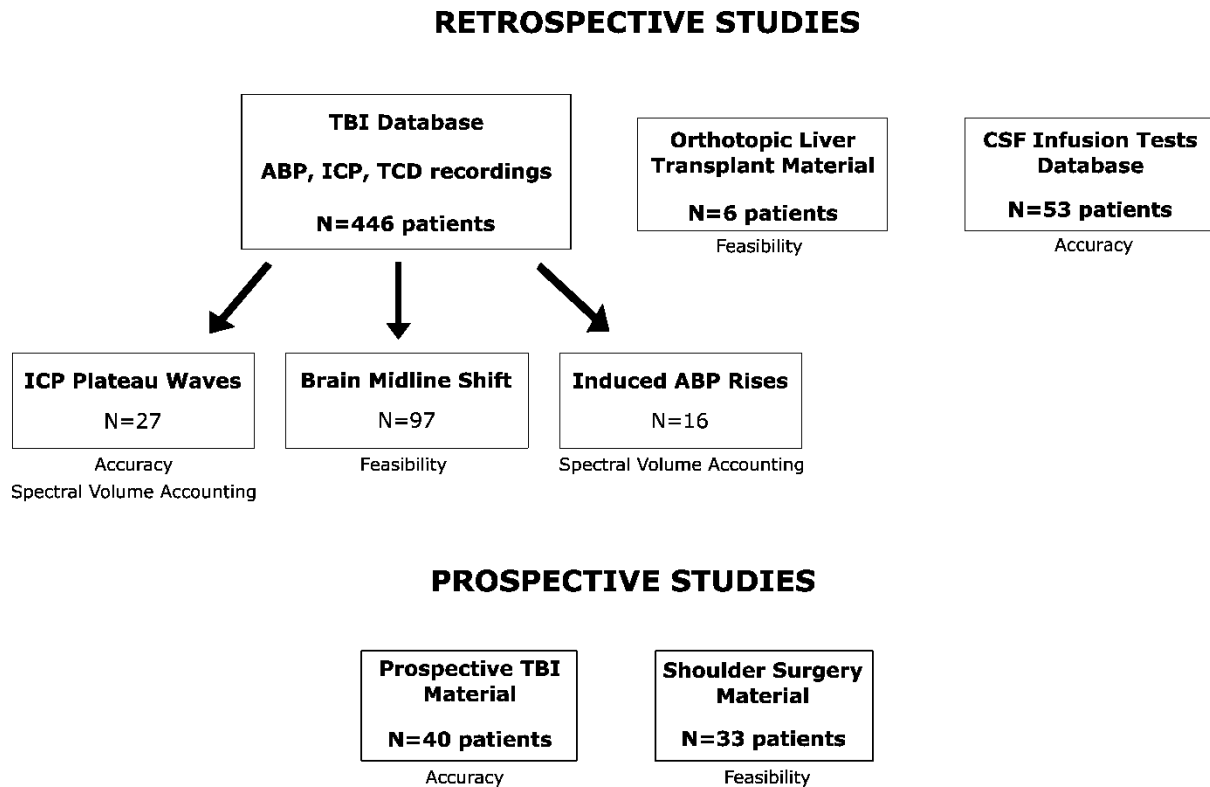 RETROSPECTIVE STUDIES
TBI Database
ABP, ICP, TCD recordings
N=446 patients
Orthotopic Liver
Transplant Material
N=6 patients
Feasibility
CSF Infusion Tests
Database
N=53 patients
Accuracy
ICP Plateau Waves
N=27
Accuracy
Spectral Volume Accounting
Brain Midline Shift
N=97
Feasibility
Induced ABP Rises
N=16
Spectral Volume Accounting
PROSPECTIVE STUDIES
Prospective TBI
Material
N=40 patients
Accuracy
Shoulder Surgery
Material
N=33 patients
Feasibility